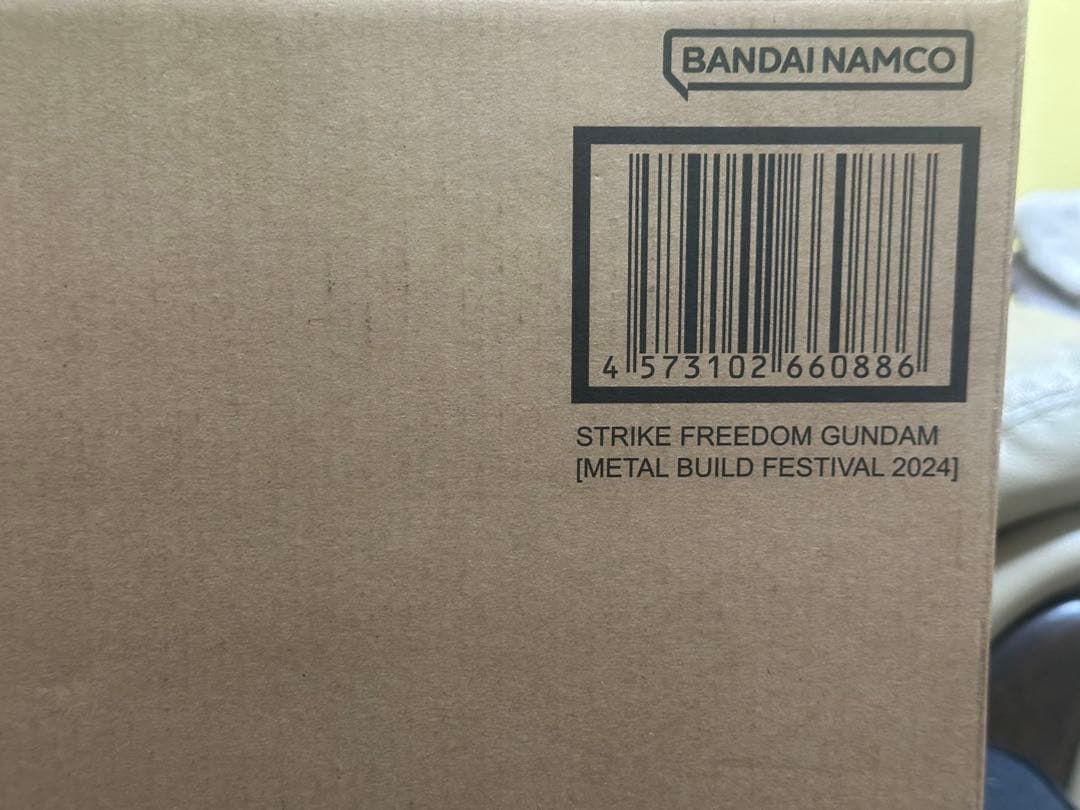 BANDAI NAMCO
4 573102 660886
STRIKE FREEDOM GUNDAM
[METAL BUILD FESTIVAL 2024]